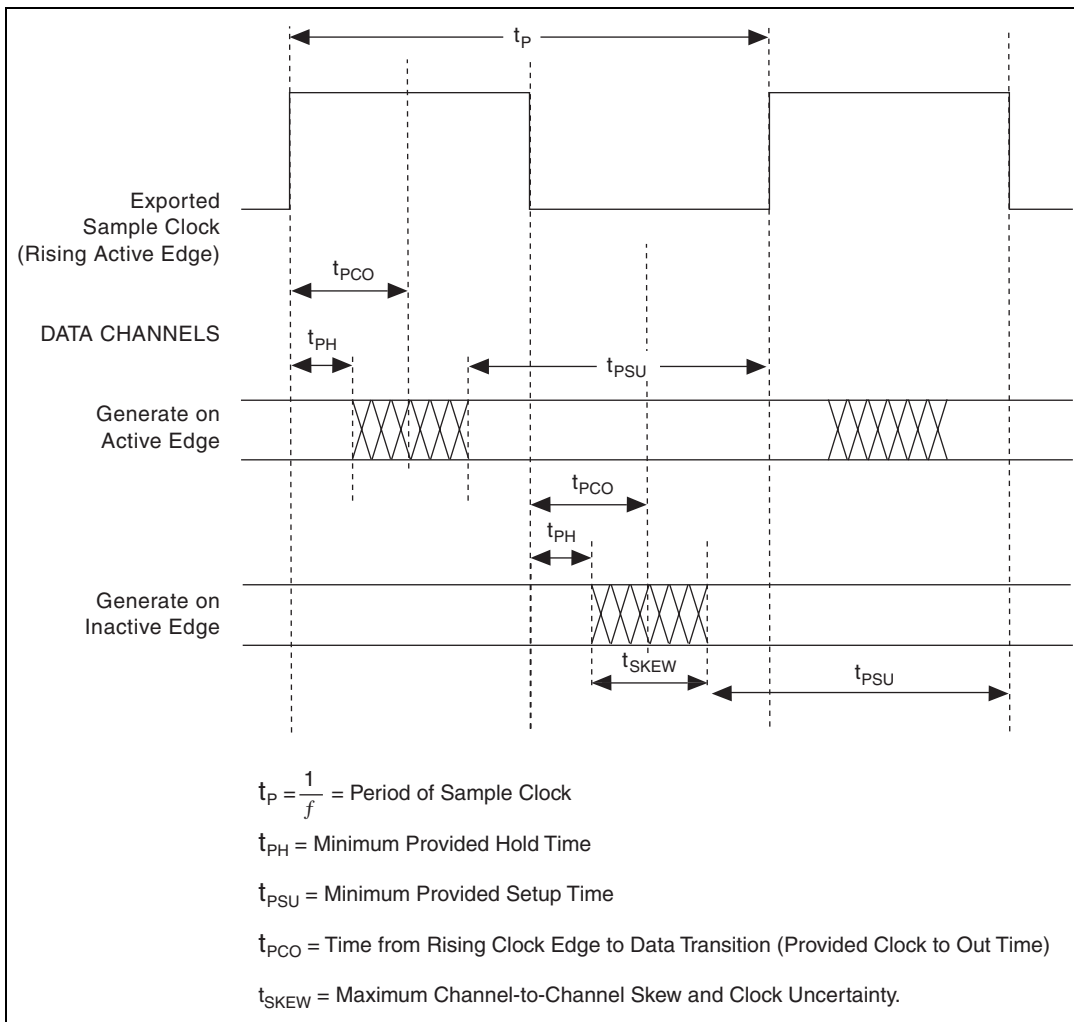 tP
Exported
Sample Clock
(Rising Active Edge)
tPCO
DATA CHANNELS
tPH
tPSU
Generate on
Active Edge
tPCO
tPH
Generate on
Inactive Edge
tSKEW
tPSU
tP = 1/f = Period of Sample Clock
tPH = Minimum Provided Hold Time
tPSU = Minimum Provided Setup Time
tPCO = Time from Rising Clock Edge to Data Transition (Provided Clock to Out Time)
tSKEW = Maximum Channel-to-Channel Skew and Clock Uncertainty.